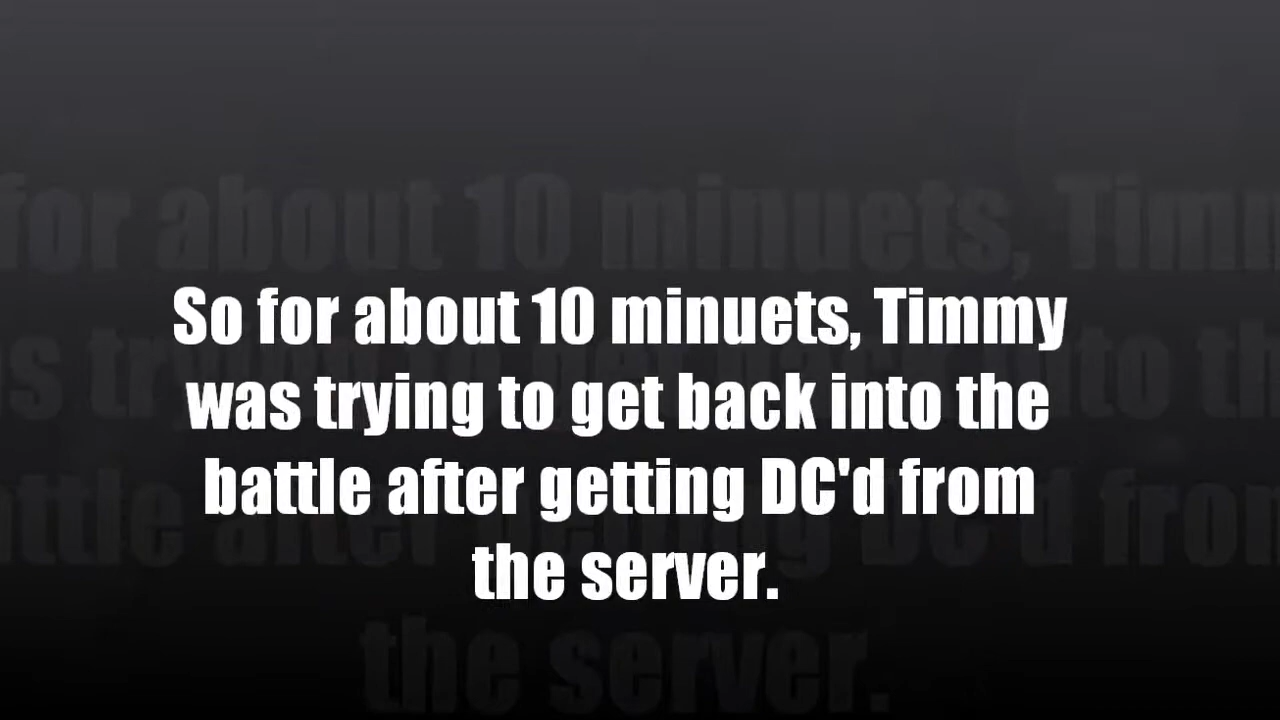 So for about 10 minuets, Timmy
was trying to get back into the
battle after getting DC'd from
the server.